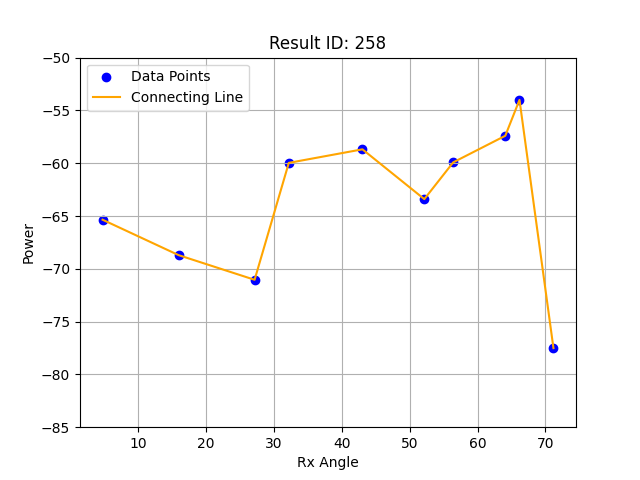 Result ID: 258
Data Points
Connecting Line
−50
−55
−60
−65
−70
−75
−80
−85
Power
10 20 30 40 50 60 70
Rx Angle